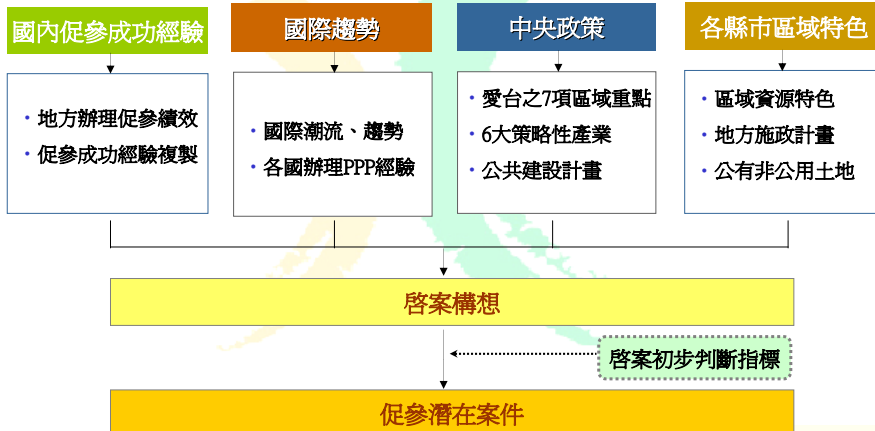 國內促參成功經驗
國際趨勢
中央政策
各縣市區域特色
・地方辦理促參績效
・促參成功經驗複製
・國際潮流、趨勢
・各國辦理PPP經驗
・愛台之7項區域重點
・6大策略性產業
・公共建設計畫
・區域資源特色
・地方施政計畫
・公有非公用土地
啓案構想
啓案初步判斷指標
促參潛在案件